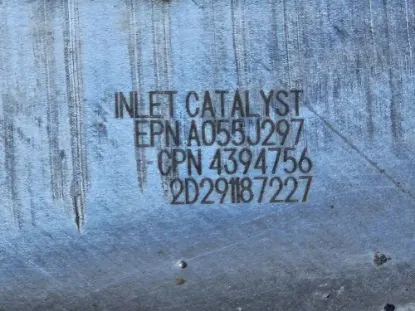 INLET CATALYST
EPN A055J297
CPN 4394756
2D291187227